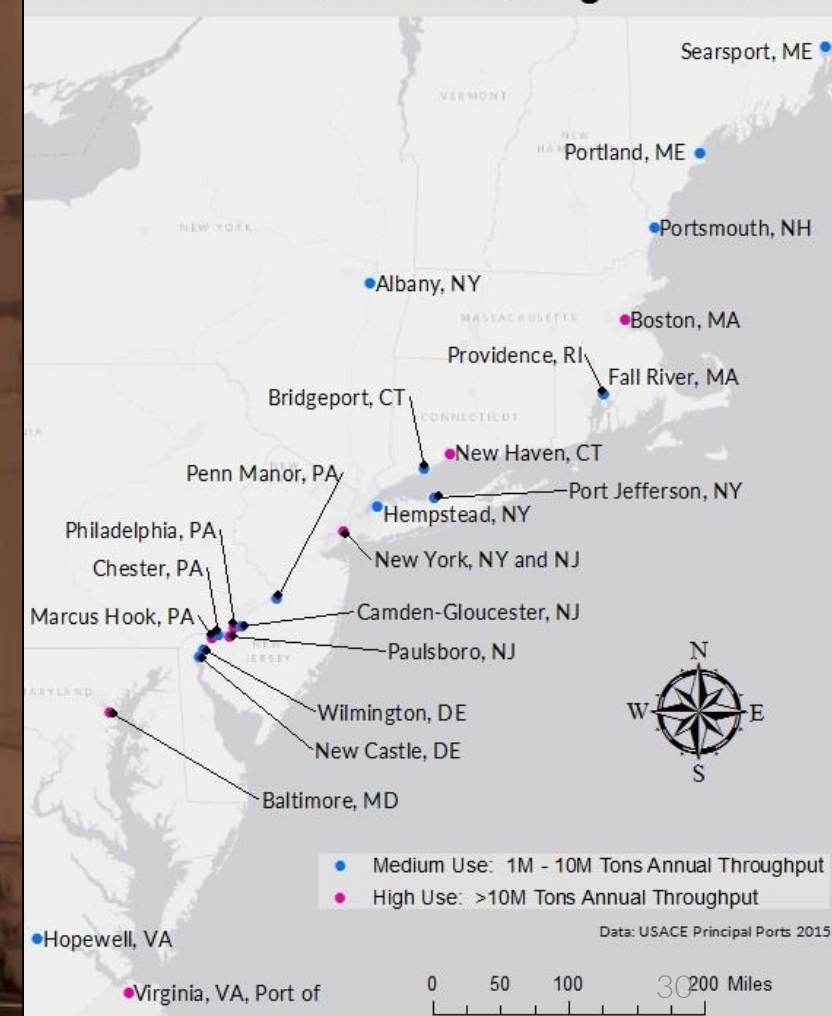 Searsport, ME
VERMONT
NEW
Portland, ME
NEW YORK
Portsmouth, NH
Albany, NY
MASSACHUSETTS
Boston, MA
Providence, RI
Fall River, MA
Bridgeport, CT
CONNECTICUT
New Haven, CT
Penn Manor, PA
Port Jefferson, NY
Hempstead, NY
Philadelphia, PA
New York, NY and NJ
Chester, PA
Marcus Hook, PA
Camden-Gloucester, NJ
NEW
JERSEY
Paulsboro, NJ
N
W E
S
Wilmington, DE
New Castle, DE
Baltimore, MD
Medium Use: 1M - 10M Tons Annual Throughput
High Use: >10M Tons Annual Throughput
Data: USACE Principal Ports 2015
Hopewell, VA
Virginia, VA, Port of
0 50 100 200 Miles
30